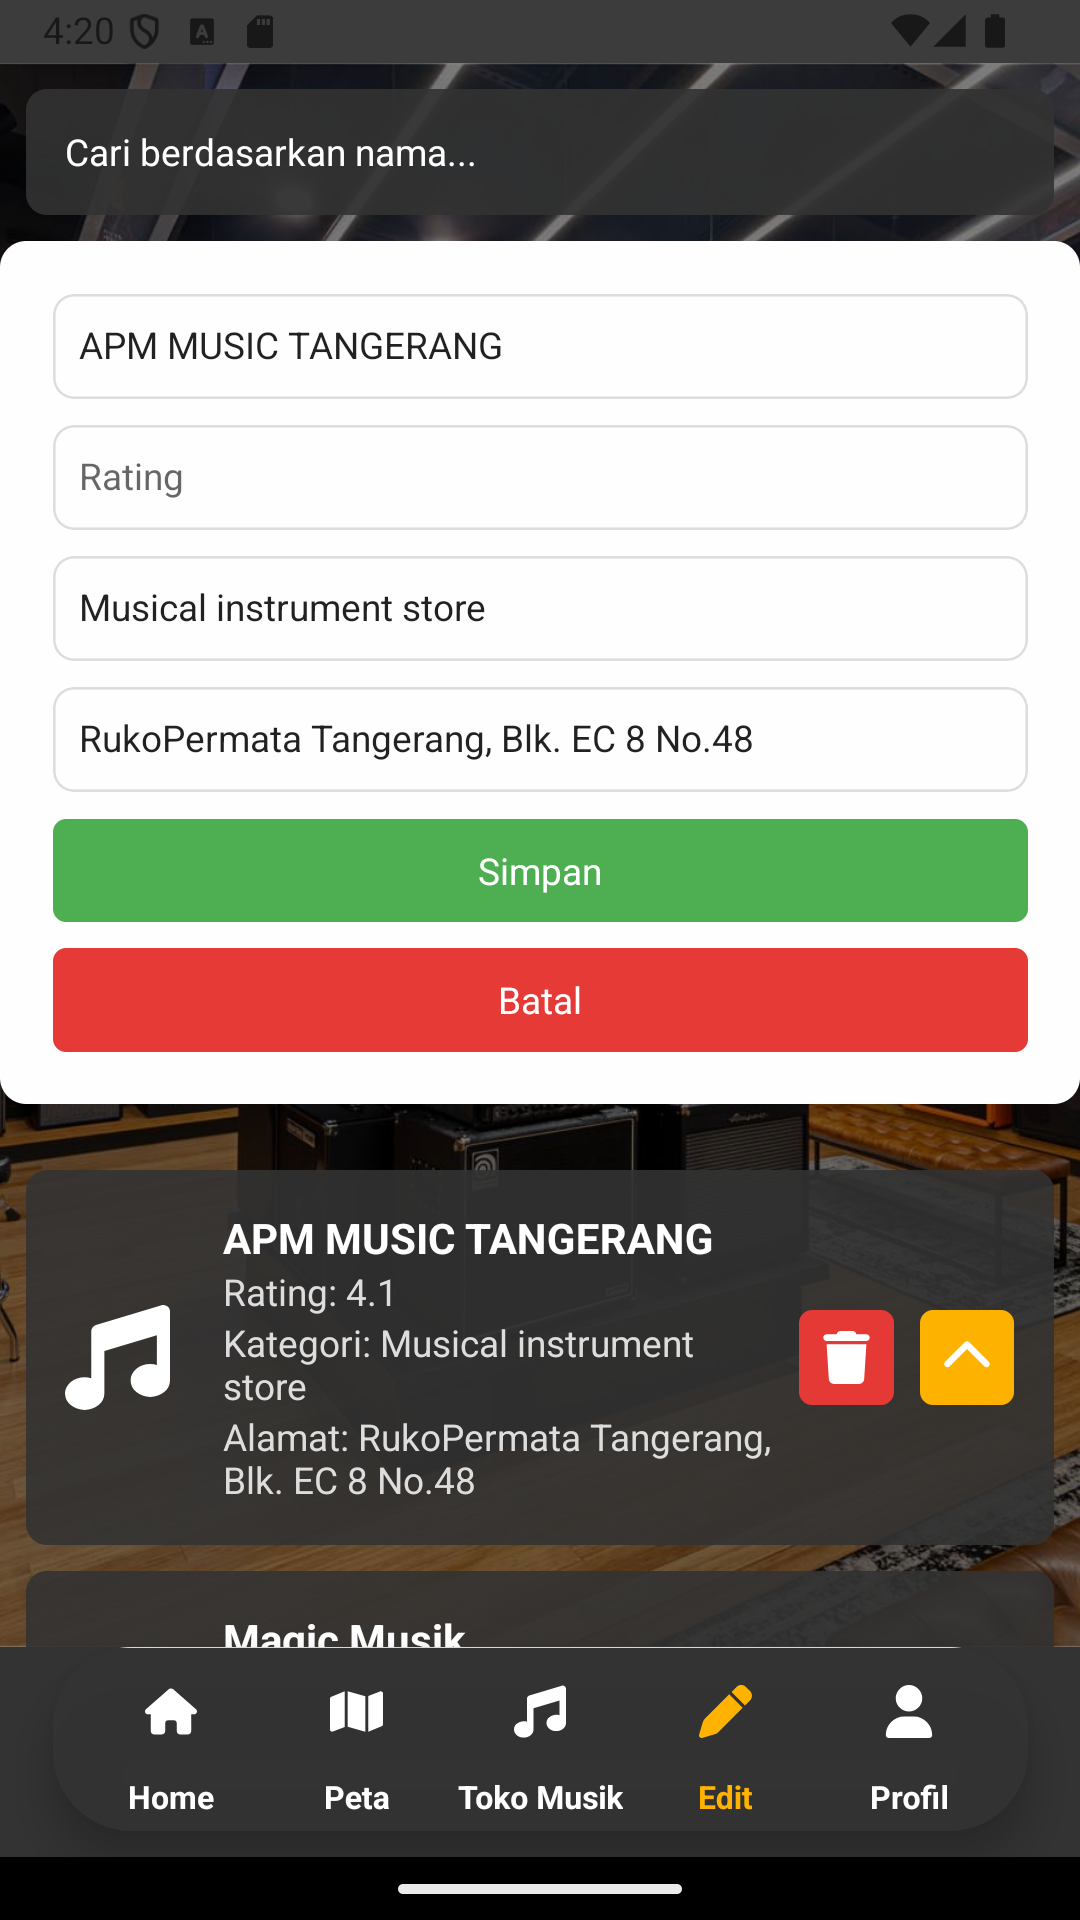 4:20
Cari berdasarkan nama...
APM MUSIC TANGERANG
Rating
Musical instrument store
RukoPermata Tangerang, Blk. EC 8 No.48
Simpan
Batal
APM MUSIC TANGERANG
Rating: 4.1
Kategori: Musical instrument
store
Alamat: RukoPermata Tangerang,
Blk. EC 8 No.48
Magic Musik
Home
Peta
Toko Musik
Edit
Profil